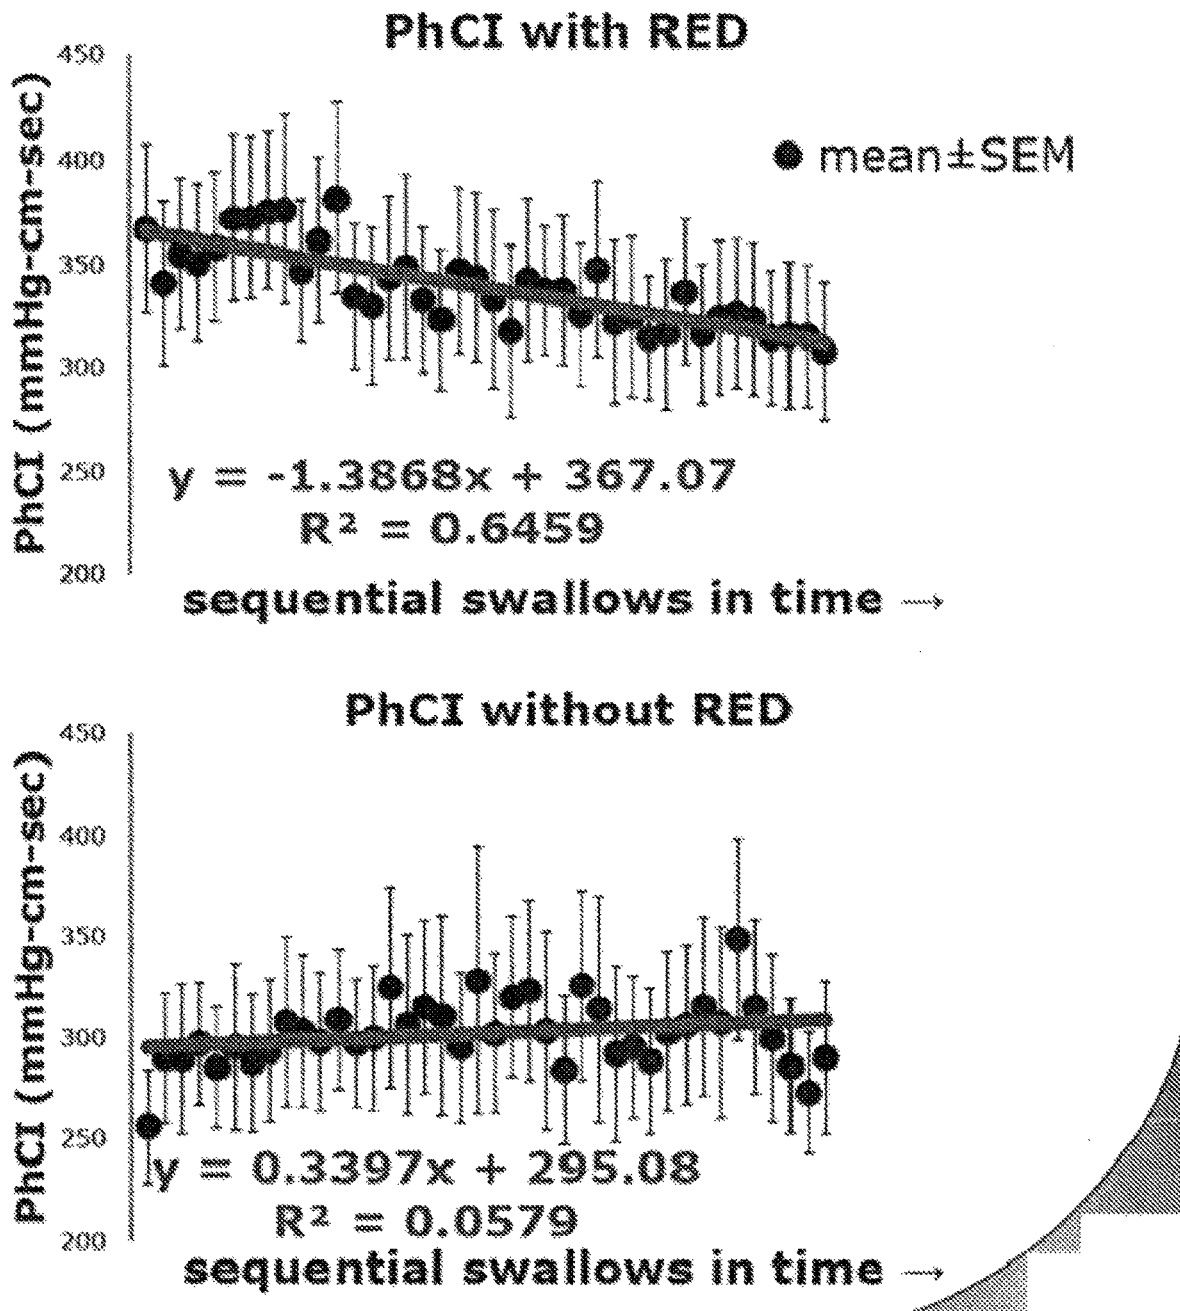 PhCI with RED
PhCI (mmHg-cm-sec)
450
400
350
300
250
200
mean±SEM
y = -1.3868x + 367.07
R² = 0.6459
sequential swallows in time →
PhCI without RED
PhCI (mmHg-cm-sec)
450
400
350
300
250
200
y = 0.3397x + 295.08
R² = 0.0579
sequential swallows in time →